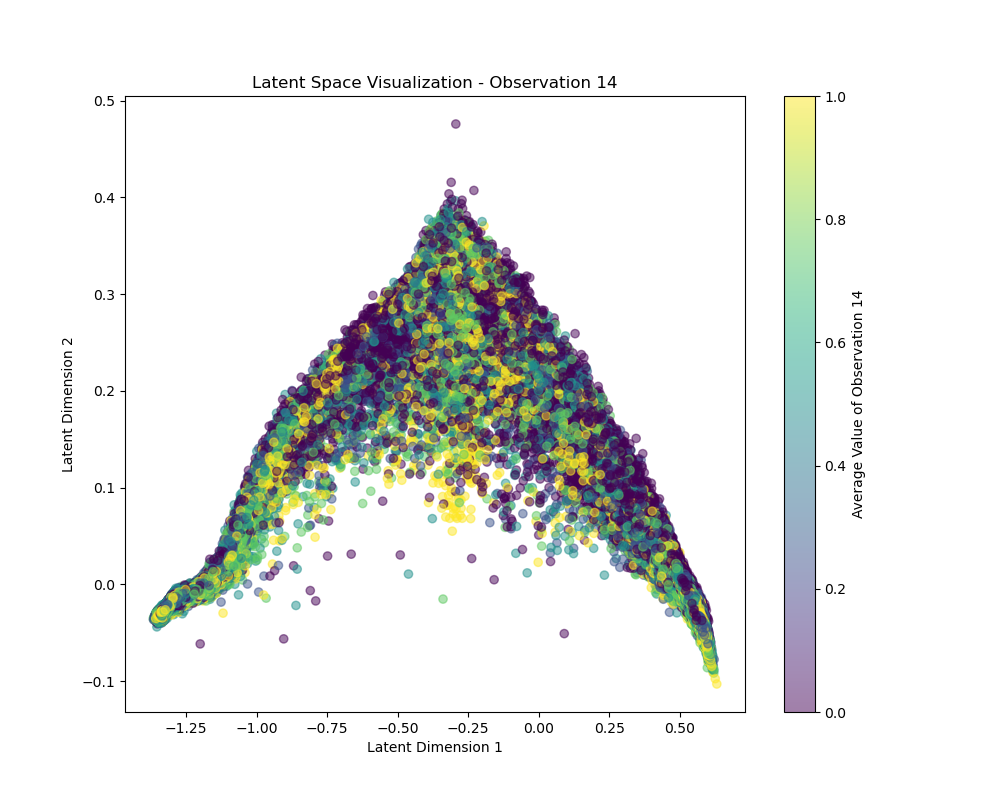 Latent Space Visualization - Observation 14
0.5
0.4
0.3
0.2
0.1
0.0
−0.1
Latent Dimension 2
−1.25 −1.00 −0.75 −0.50 −0.25 0.00 0.25 0.50
Latent Dimension 1
1.0
0.8
0.6
0.4
0.2
0.0
Average Value of Observation 14